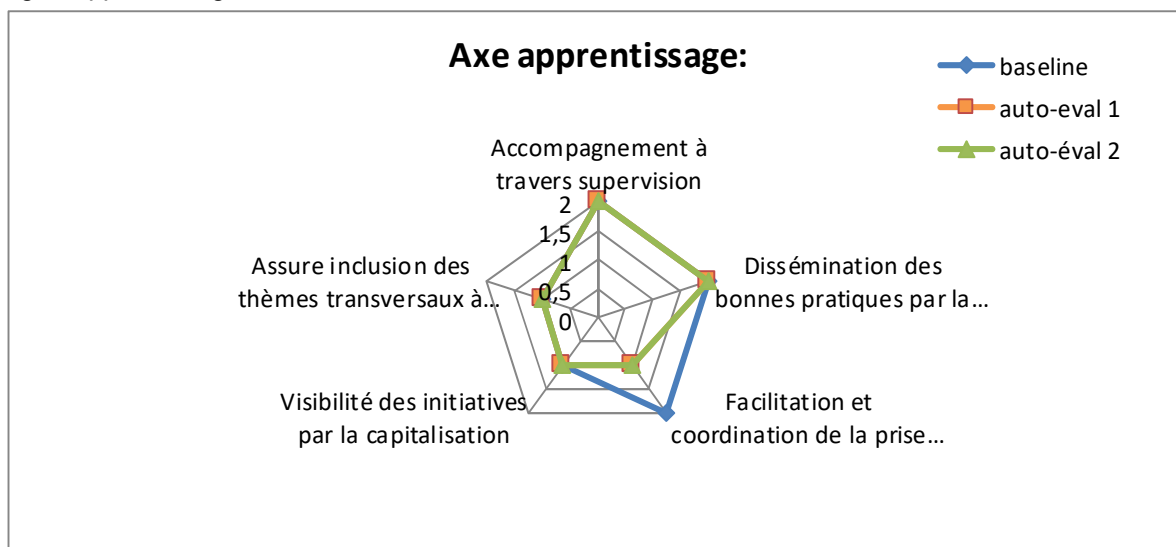 Axe apprentissage:
baseline
auto-eval 1
auto-éval 2
Accompagnement à
travers supervision
2
1,5
1
0,5
0
Dissémination des
bonnes pratiques par la...
Facilitation et
coordination de la prise...
Visibilité des initiatives
par la capitalisation
Assure inclusion des
thèmes transversaux à...